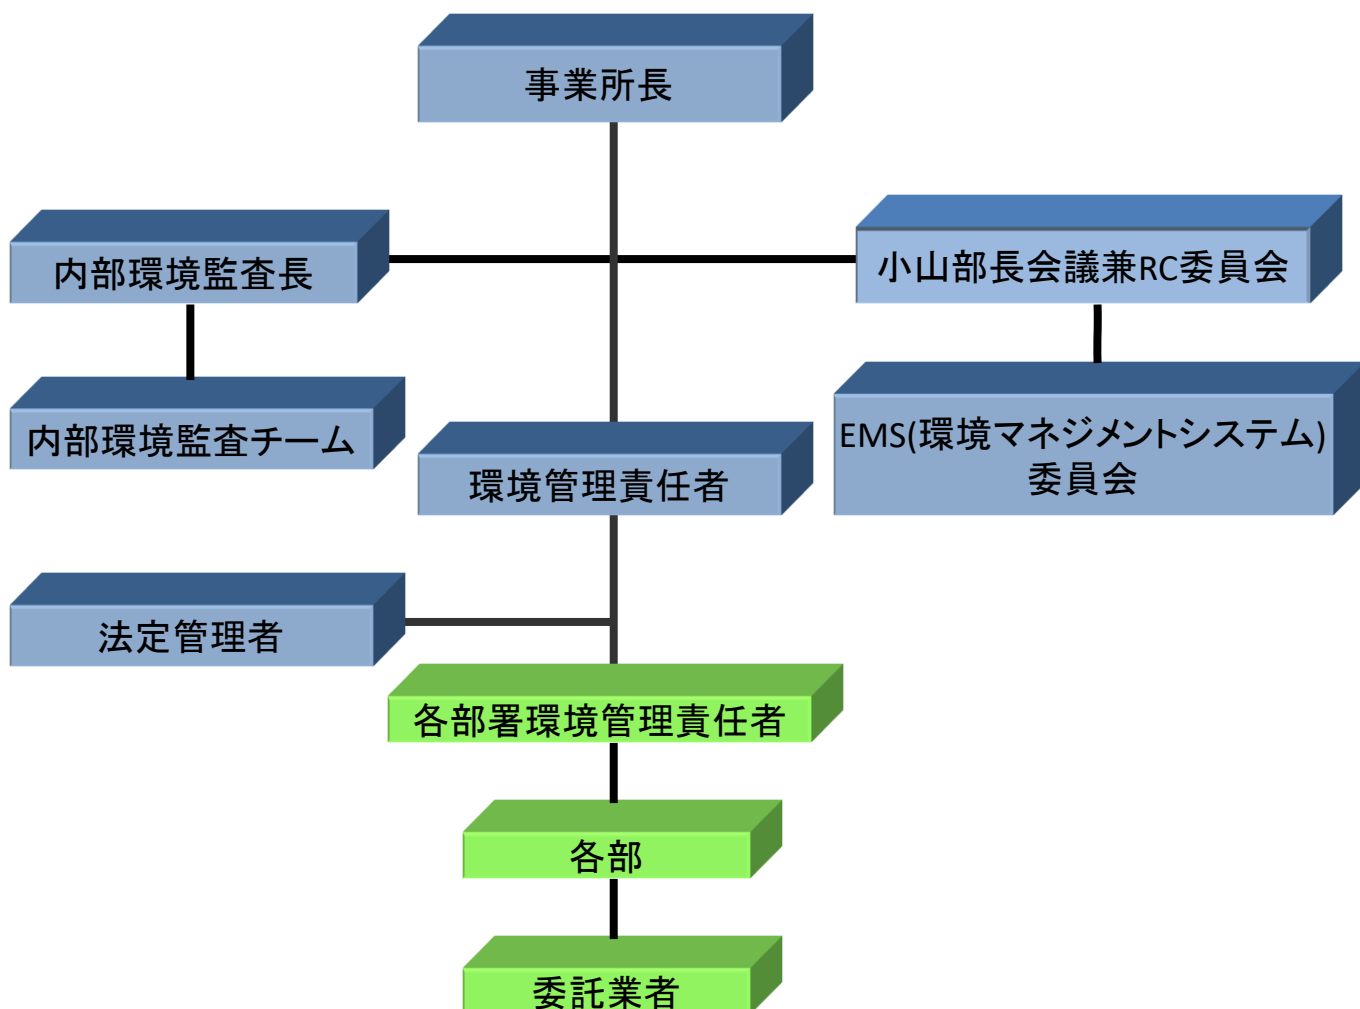 事業所長
内部環境監査長
小山部長会議兼RC委員会
内部環境監査チーム
EMS(環境マネジメントシステム)
委員会
環境管理責任者
法定管理者
各部署環境管理責任者
各部
委託業者